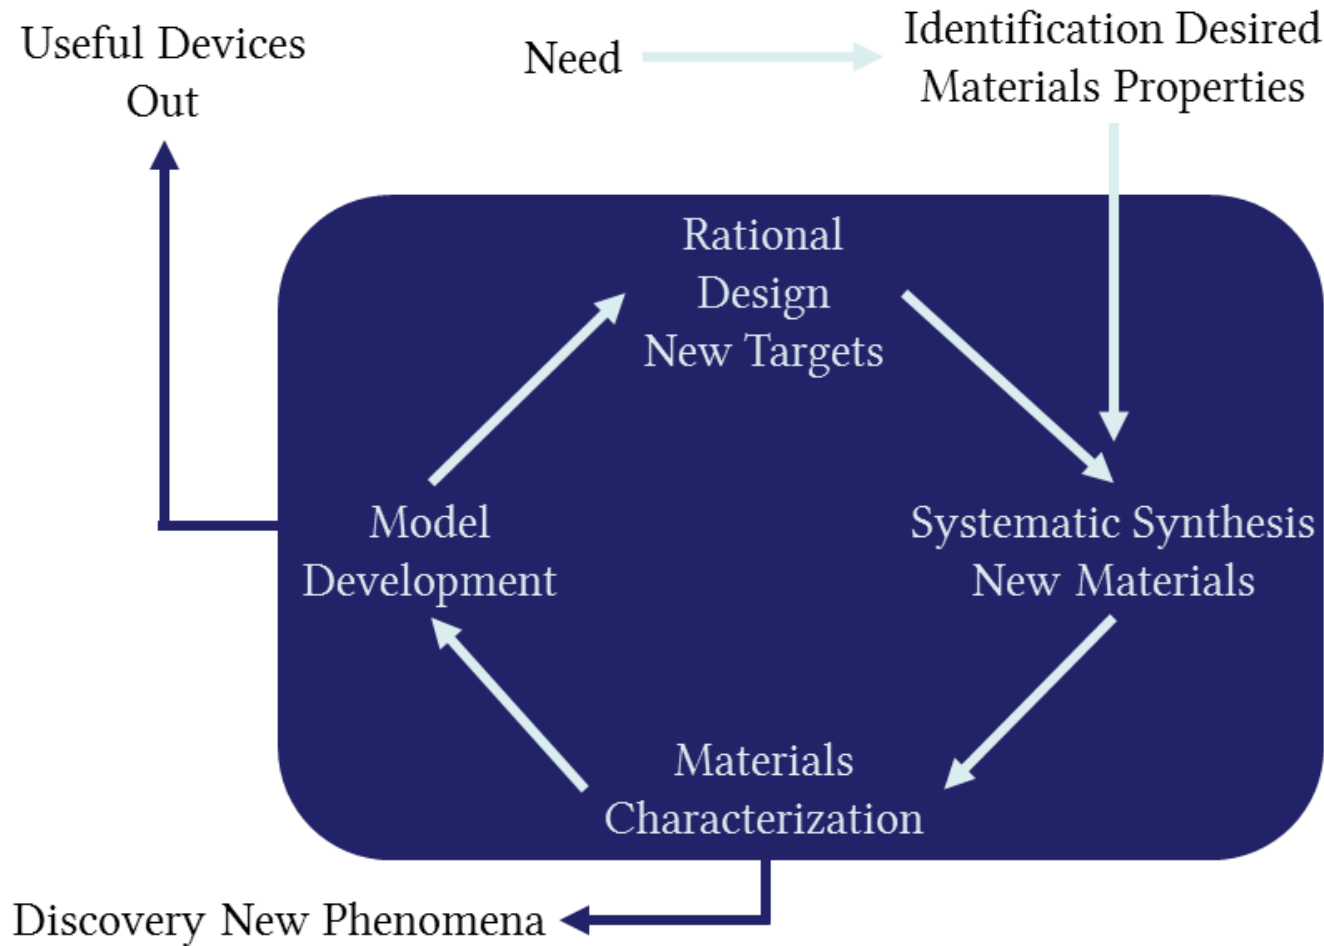 Useful Devices
Out
Need
Identification Desired
Materials Properties
Rational
Design
New Targets
Model
Development
Systematic Synthesis
New Materials
Materials
Characterization
Discovery New Phenomena